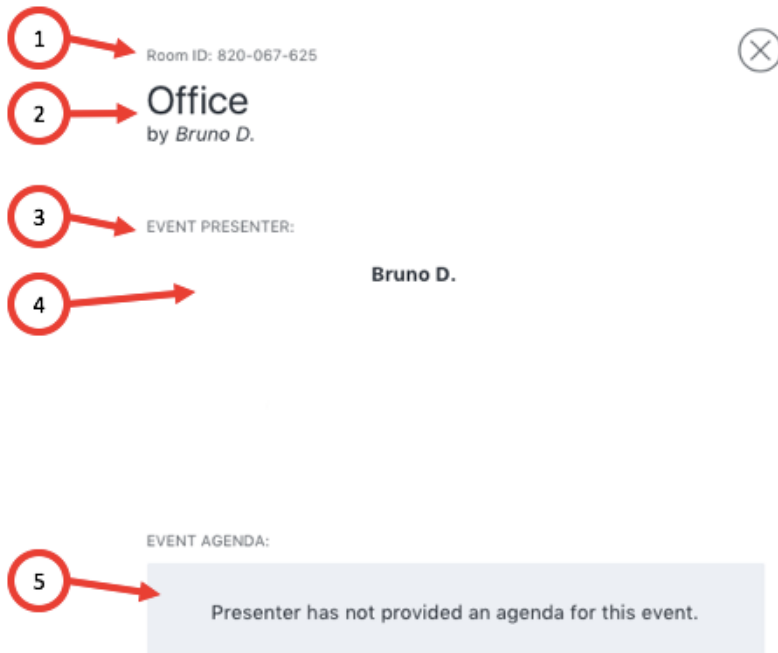 1
Room ID: 820-067-625
2
Office
by Bruno D.
3
EVENT PRESENTER:
Bruno D.
4
EVENT AGENDA:
5
Presenter has not provided an agenda for this event.